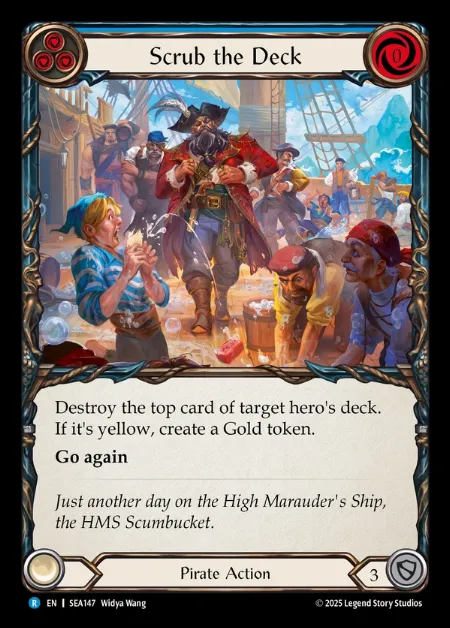 Scrub the Deck
0
Destroy the top card of target hero's deck.
If it's yellow, create a Gold token.
Go again
Just another day on the High Marauder's Ship,
the HMS Scumbucket.
Pirate Action
3
R EN | SEA147 Widya Wang
© 2025 Legend Story Studios